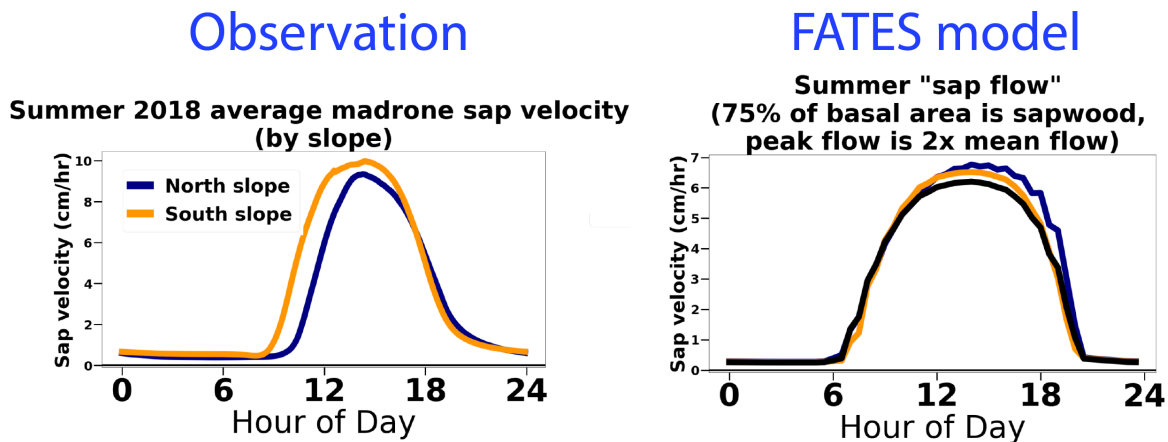 Observation
Summer 2018 average madrone sap velocity
(by slope)
Sap velocity (cm/hr)
10
8
6
4
2
0
North slope
South slope
0 6 12 18 24
Hour of Day
FATES model
Summer "sap flow"
(75% of basal area is sapwood,
peak flow is 2x mean flow)
Sap velocity (cm/hr)
7
6
5
4
3
2
1
0
0 6 12 18 24
Hour of Day